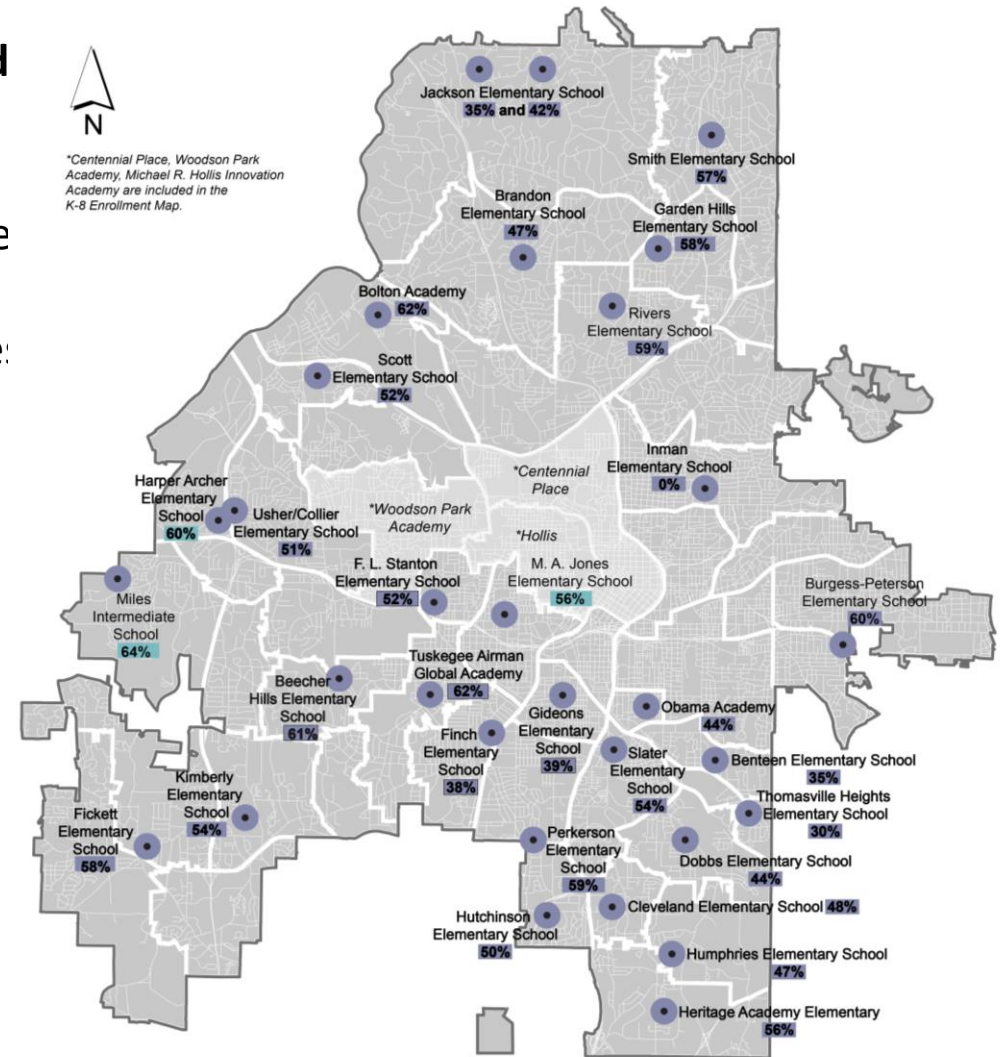 N
*Centennial Place, Woodson Park
Academy, Michael R. Hollis Innovation
Academy are included in the
K-8 Enrollment Map.
Jackson Elementary School
35% and 42%
Smith Elementary School
57%
Brandon
Elementary School
47%
Garden Hills
Elementary School
58%
Bolton Academy
62%
Rivers
Elementary School
59%
Scott
Elementary School
52%
Inman
Elementary School
0%
*Centennial
Place
Harper Archer
Elementary
School
60%
Usher/Collier
Elementary School
51%
*Woodson Park
Academy
*Hollis
F. L. Stanton
Elementary School
52%
M. A. Jones
Elementary School
56%
Miles
Intermediate
School
64%
Burgess-Peterson
Elementary School
60%
Beecher
Hills Elementary
School
61%
Tuskegee Airman
Global Academy
62%
Gideons
Elementary
School
39%
Obama Academy
44%
Finch
Elementary
School
38%
Slater
Elementary
School
54%
Benteen Elementary School
35%
Thomasville Heights
Elementary School
30%
Kimberly
Elementary
School
54%
Fickett
Elementary
School
58%
Perkerson
Elementary
School
59%
Dobbs Elementary School
44%
Cleveland Elementary School 48%
Hutchinson
Elementary School
50%
Humphries Elementary School
47%
Heritage Academy Elementary
56%